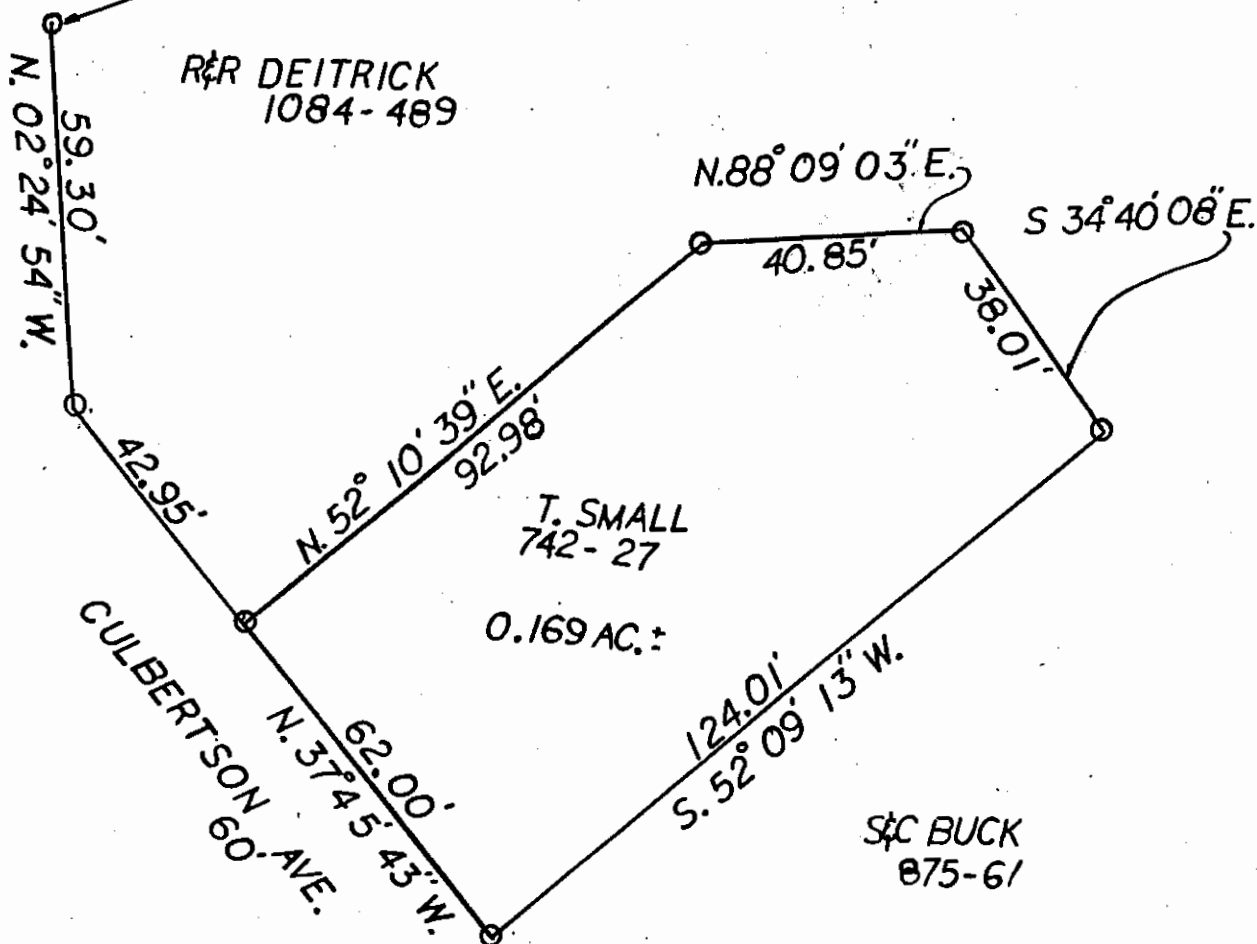 R&R DEITRICK
1084-489
59.30'
N. 02° 24' 54" W.
N. 88° 09' 03" E.
40.85'
S 34° 40' 08" E.
38.01'
42.95'
N. 52° 10' 39" E.
92.98'
T. SMALL
742-27
0.169 AC. ±
CULBERTSON AVE.
60'
62.00'
N. 37° 45' 43" W.
124.01'
S. 52° 09' 13" W.
S&C BUCK
875-61